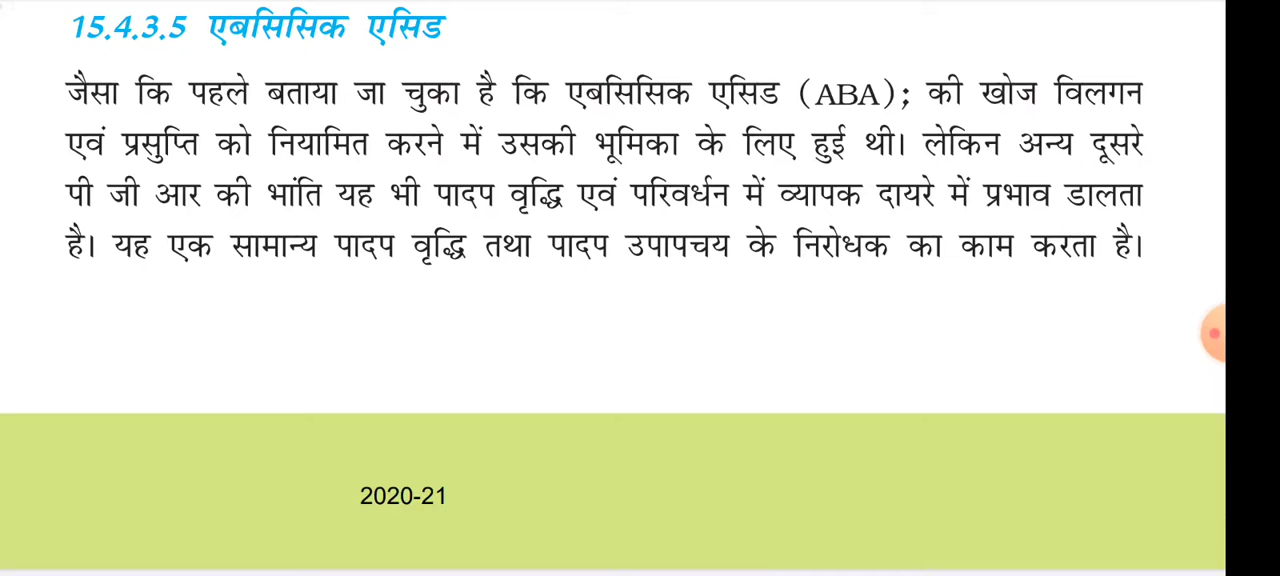 15.4.3.5 एबसिसिक एसिड
जैसा कि पहले बताया जा चुका है कि एबसिसिक एसिड (ABA); की खोज विलगन
एवं प्रसुप्ति को नियामित करने में उसकी भूमिका के लिए हुई थी। लेकिन अन्य दूसरे
पी जी आर की भांति यह भी पादप वृद्धि एवं परिवर्धन में व्यापक दायरे में प्रभाव डालता
है। यह एक सामान्य पादप वृद्धि तथा पादप उपापचय के निरोधक का काम करता है।
2020-21